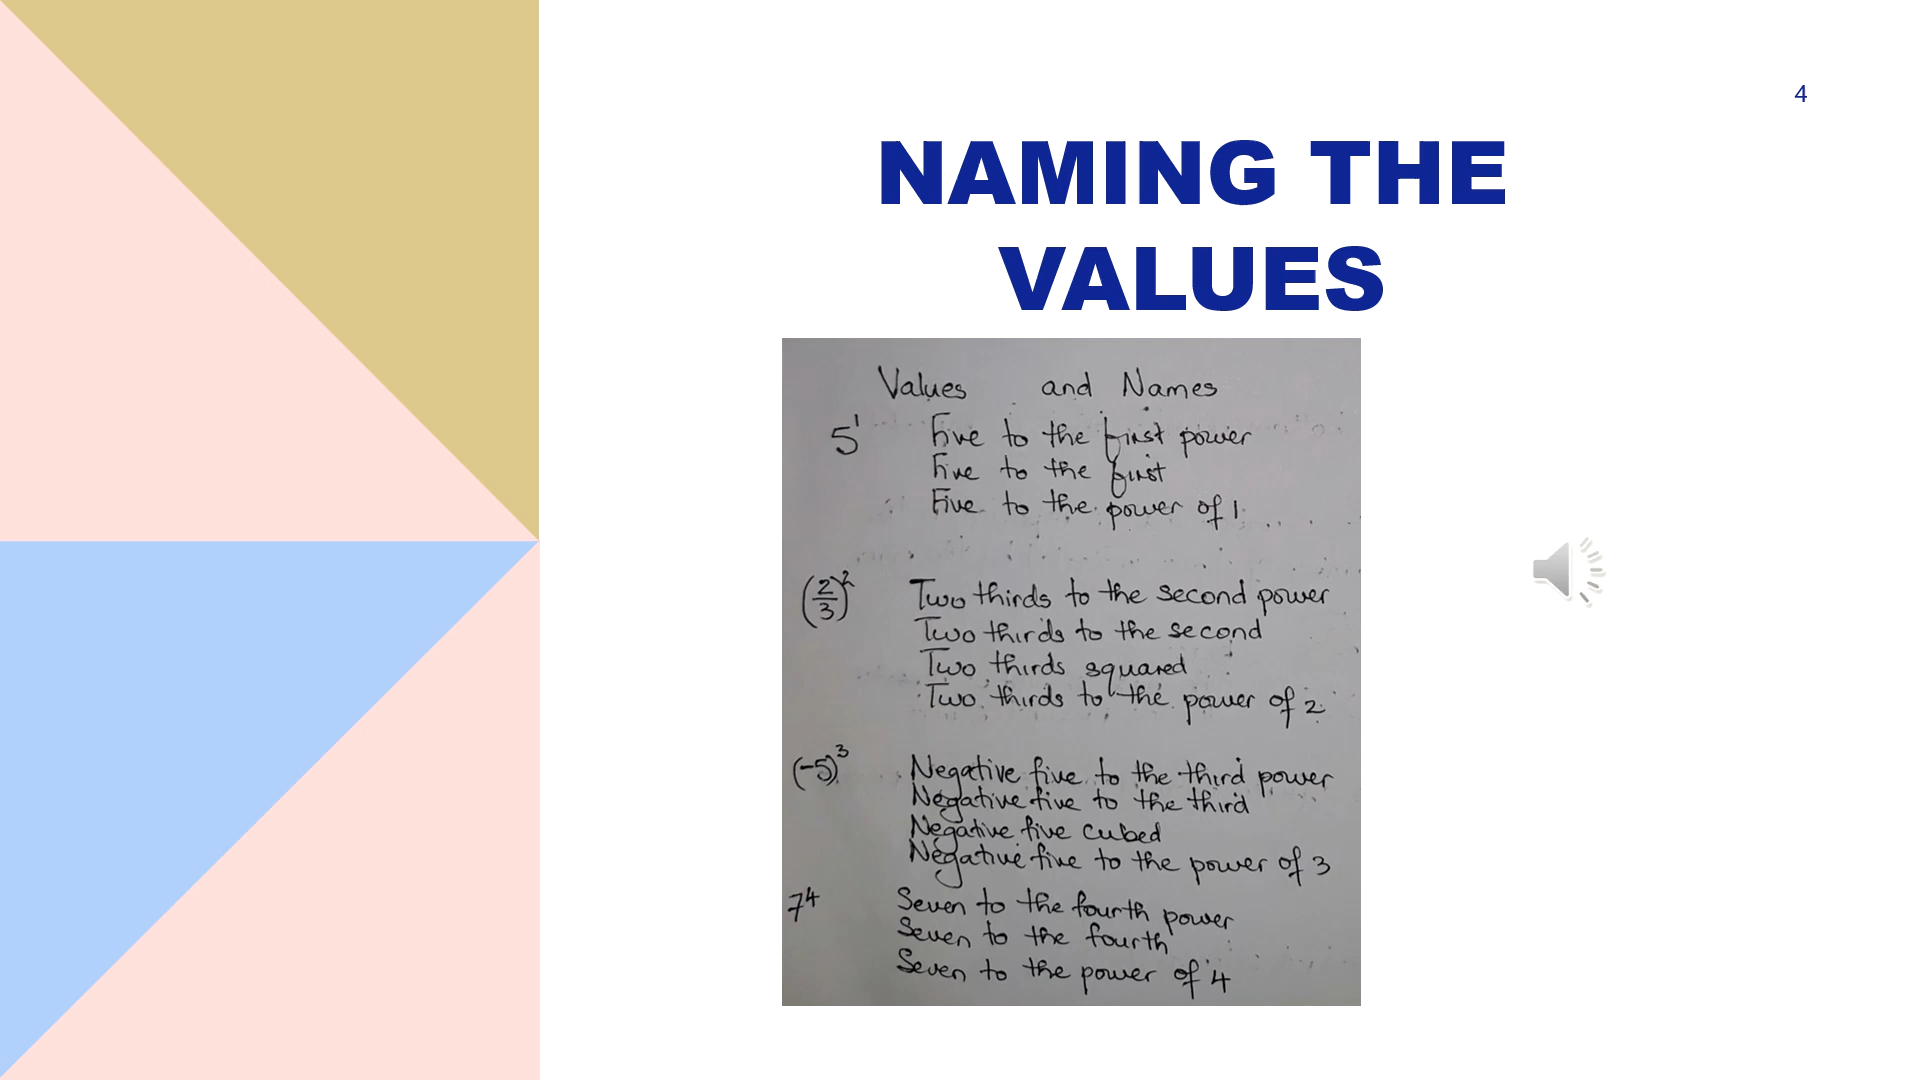 4
NAMING THE
VALUES
Values and Names
5¹ Five to the first power
Five to the first
Five to the power of 1
(2/3)² Two thirds to the second power
Two thirds to the second
Two thirds squared
Two thirds to the power of 2
(-5)³ Negative five to the third power
Negative five to the third
Negative five cubed
Negative five to the power of 3
7⁴ Seven to the fourth power
Seven to the fourth
Seven to the power of 4